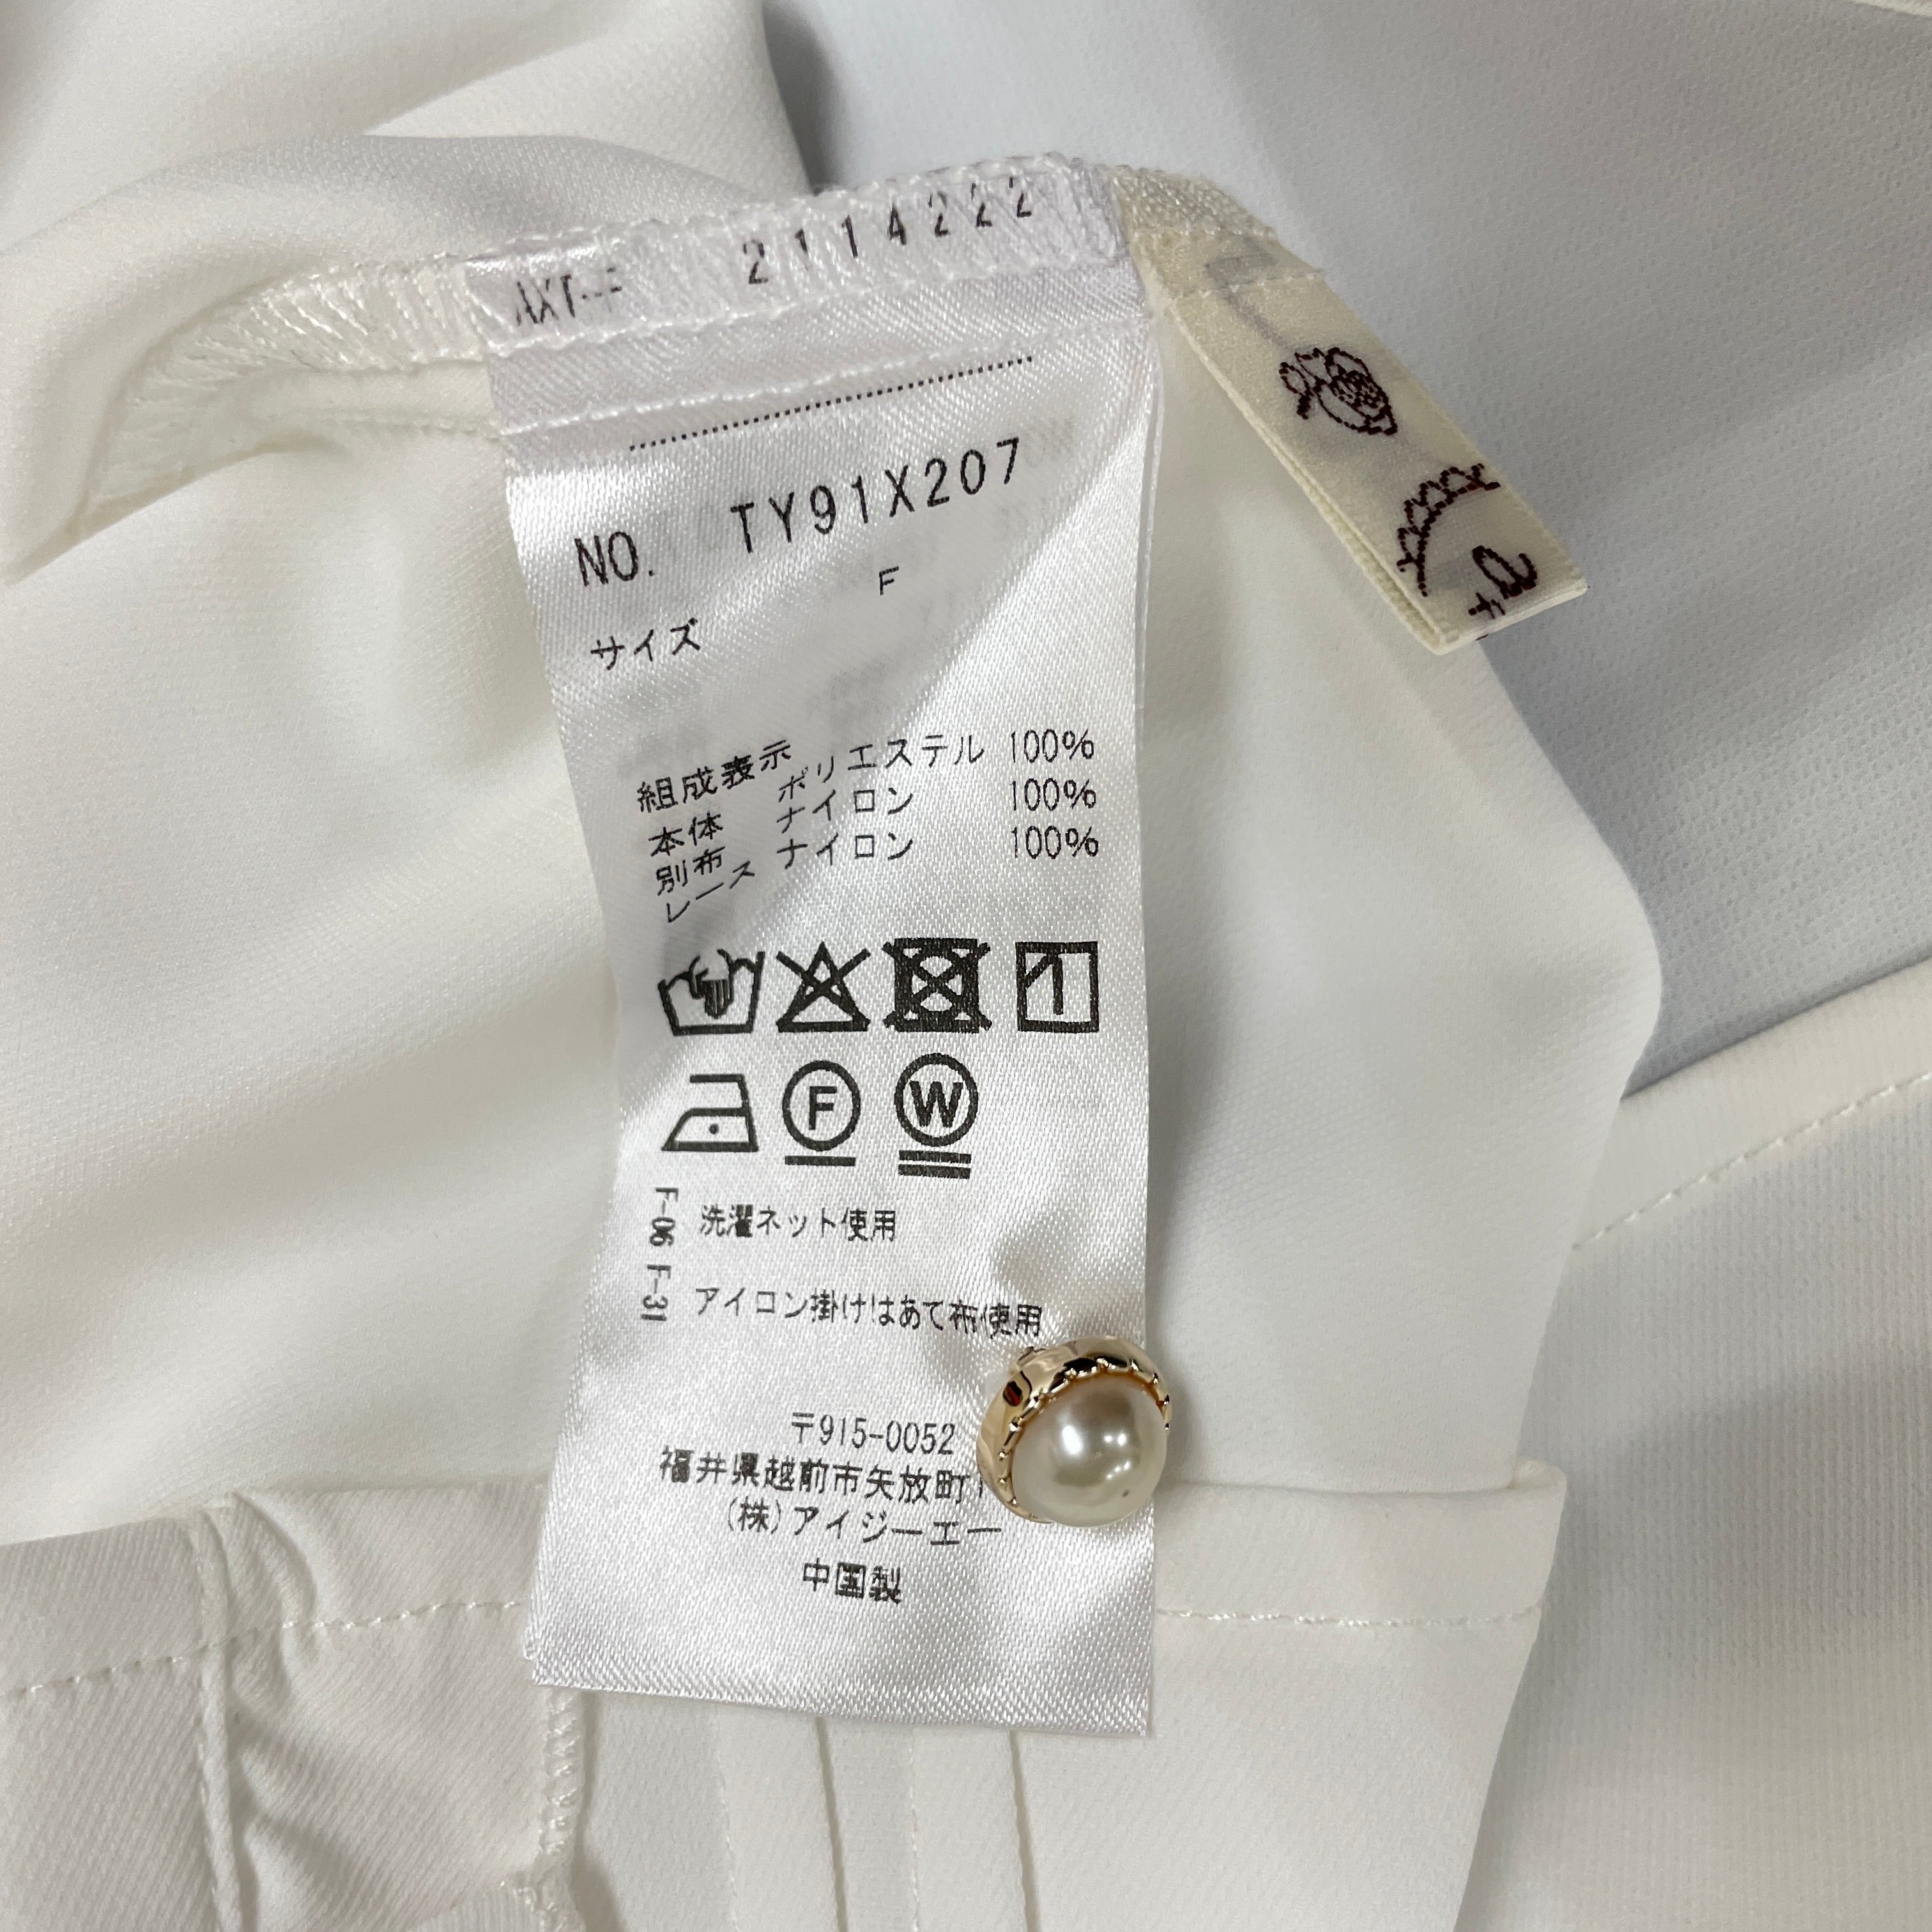 2114222
NO. TY91X207
サイズ F
組成表示
本体 ポリエステル 100%
別布 ナイロン 100%
レース ナイロン 100%
F
W
F-06 洗濯ネット使用
F-31 アイロン掛けはあて布使用
〒915-0052
福井県越前市矢放町
(株)アイジーエー
中国製